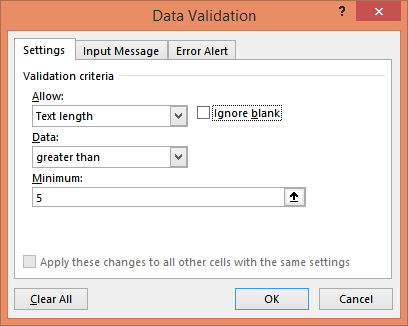 Data Validation
?
Settings Input Message Error Alert
Validation criteria
Allow:
Text length
Ignore blank
Data:
greater than
Minimum:
5
Apply these changes to all other cells with the same settings
Clear All OK Cancel